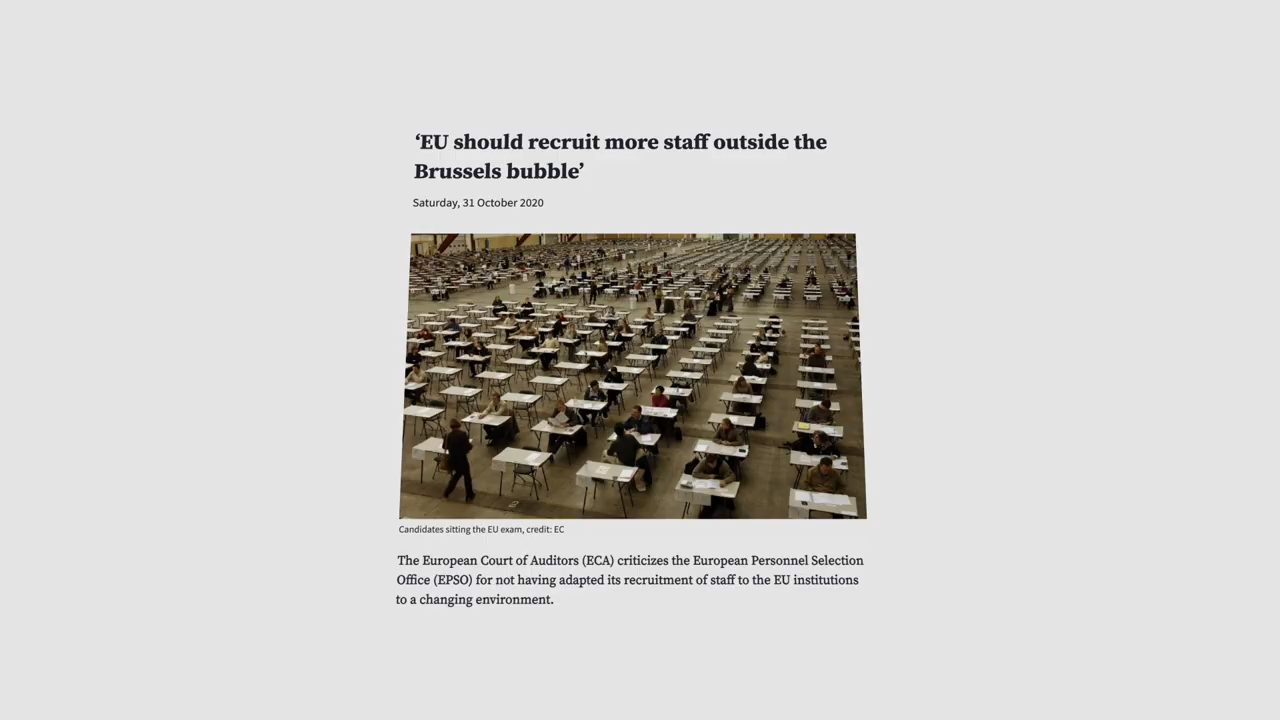 ‘EU should recruit more staff outside the
Brussels bubble’
Saturday, 31 October 2020
Candidates sitting the EU exam, credit: EC
The European Court of Auditors (ECA) criticizes the European Personnel Selection
Office (EPSO) for not having adapted its recruitment of staff to the EU institutions
to a changing environment.